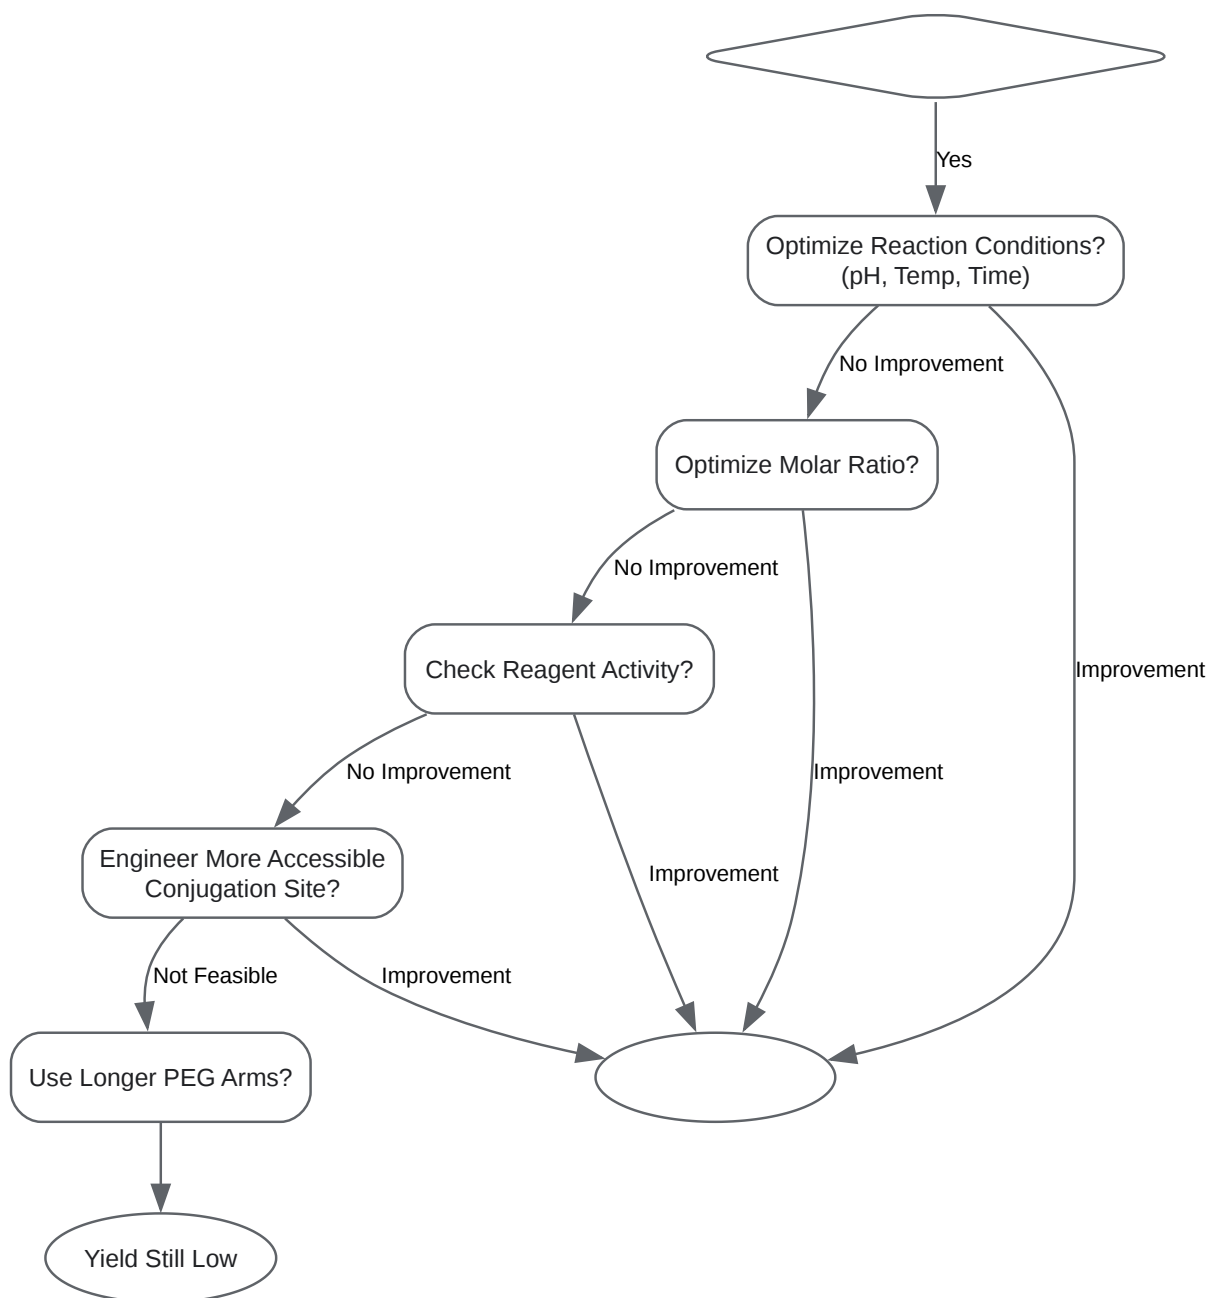 Yes
Optimize Reaction Conditions?
(pH, Temp, Time)
No Improvement
Optimize Molar Ratio?
No Improvement
Check Reagent Activity?
Improvement
No Improvement
Improvement
Engineer More Accessible
Conjugation Site?
Improvement
Not Feasible
Improvement
Use Longer PEG Arms?
Yield Still Low